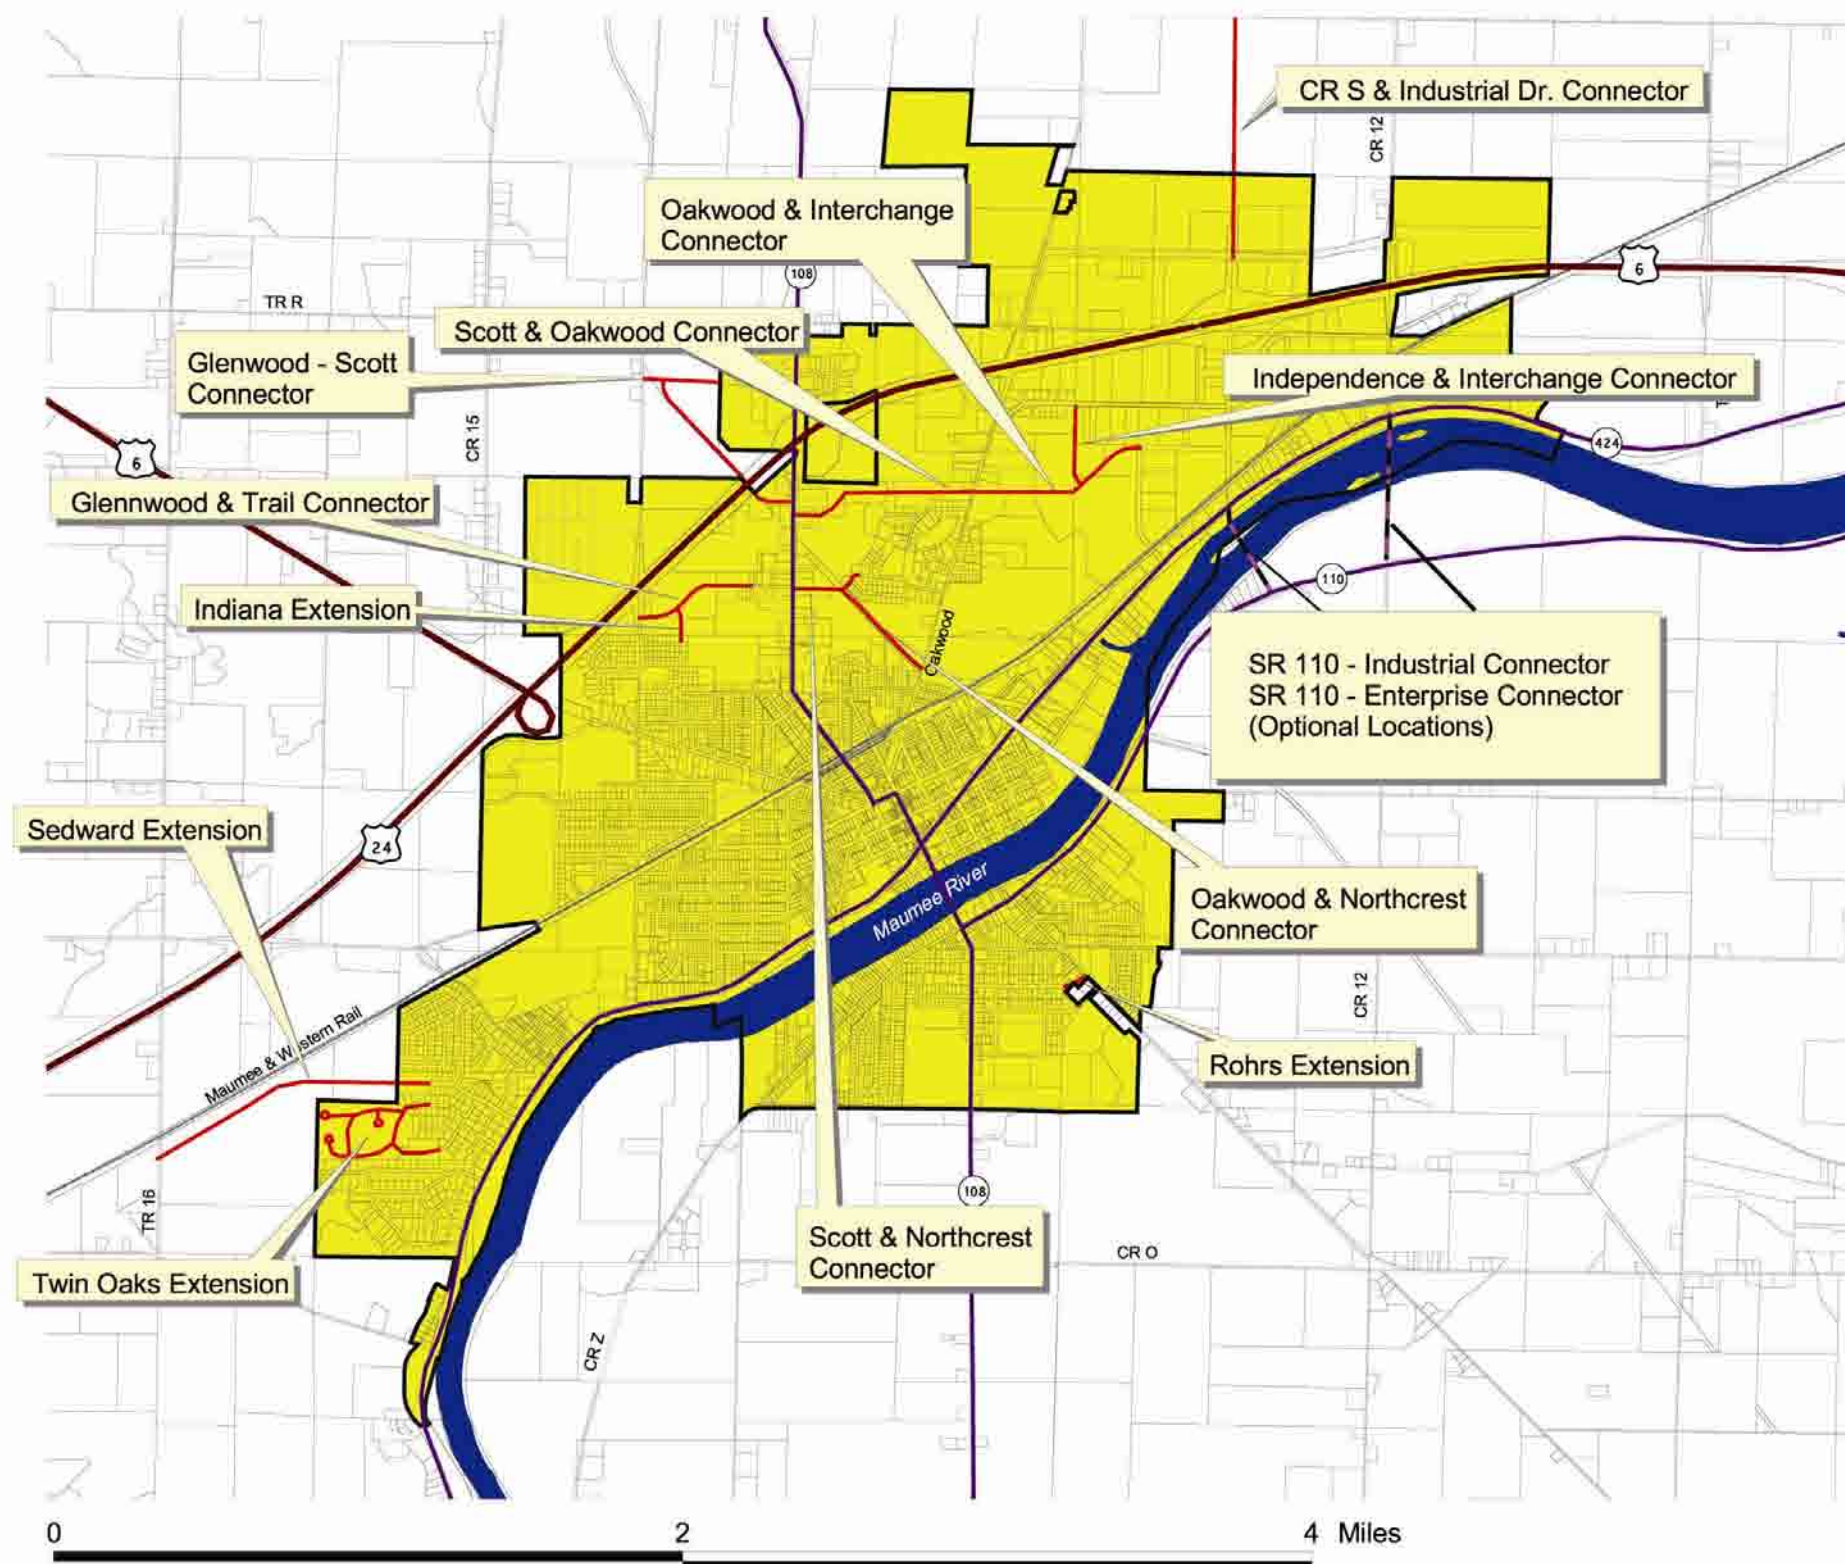 CR S & Industrial Dr. Connector
CR 12
Oakwood & Interchange
Connector
108
6
TR R
Scott & Oakwood Connector
Glenwood - Scott
Connector
Independence & Interchange Connector
CR 15
6
424
Glennwood & Trail Connector
110
Indiana Extension
Oakwood
SR 110 - Industrial Connector
SR 110 - Enterprise Connector
(Optional Locations)
Sedward Extension
24
Maumee River
Oakwood & Northcrest
Connector
CR 12
Maumee & Western Rail
Rohrs Extension
TR 16
108
Scott & Northcrest
Connector
CR O
Twin Oaks Extension
CR Z
0 2 4 Miles